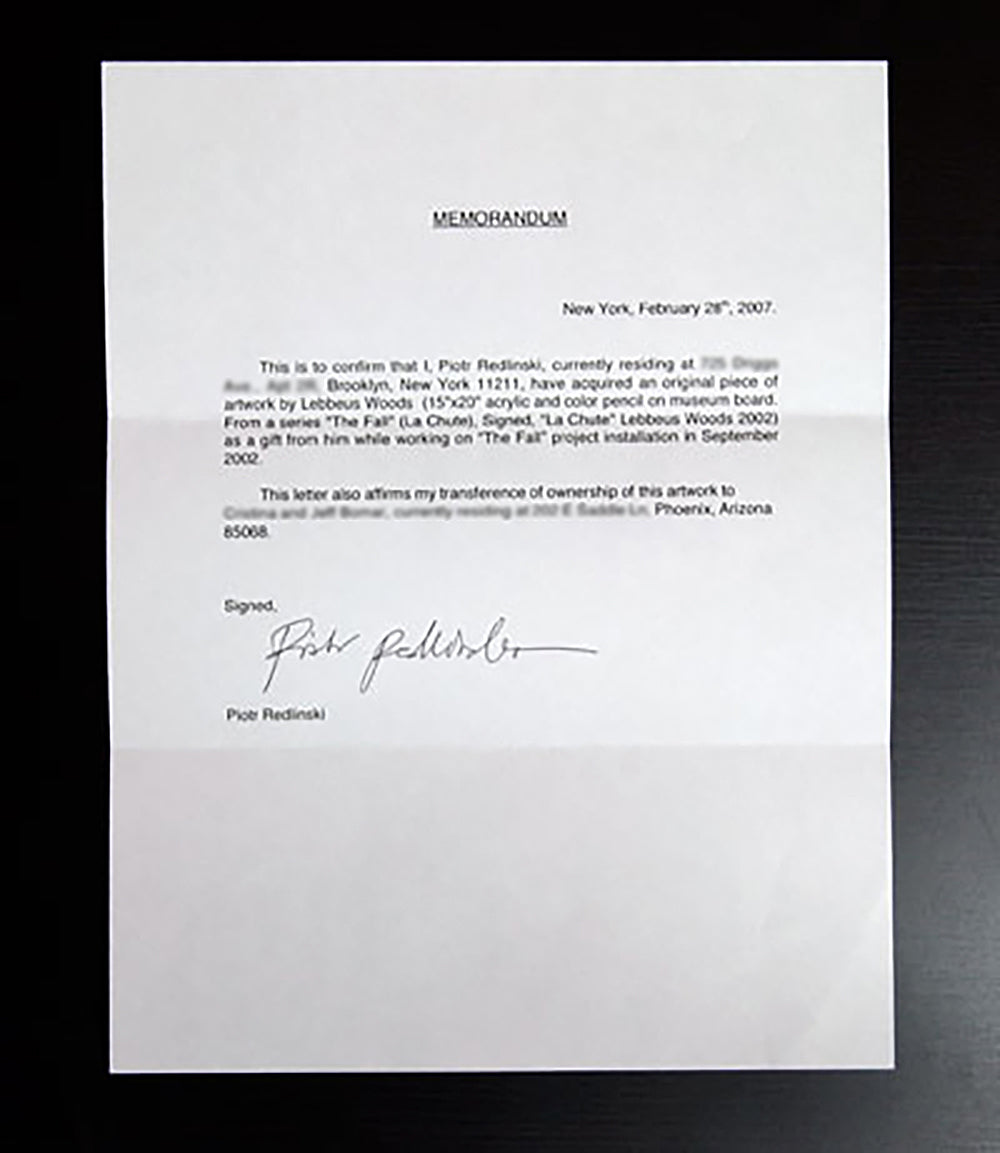 MEMORANDUM
New York, February 28th, 2007.
This is to confirm that I, Piotr Redlinski, currently residing at
Brooklyn, New York 11211, have acquired an original piece of
artwork by Lebbeus Woods (15"x20" acrylic and color pencil on museum board.
From a series "The Fall" (La Chute), Signed, "La Chute" Lebbeus Woods 2002)
as a gift from him while working on "The Fall" project installation in September
2002.
This letter also affirms my transference of ownership of this artwork to
Phoenix, Arizona
85068.
Signed,
Piotr Redlinski
Piotr Redlinski